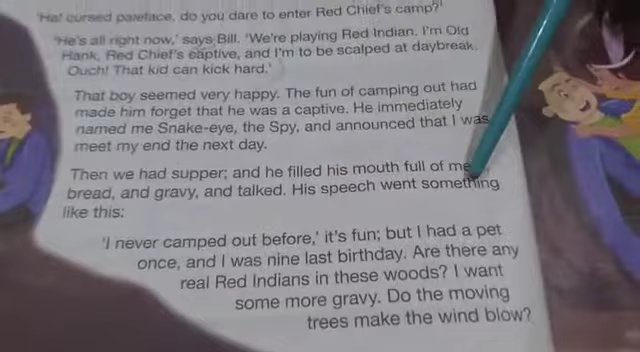 'Ha! cursed paleface, do you dare to enter Red Chief's camp?'
'He's all right now,' says Bill. 'We're playing Red Indian. I'm Old
Hank, Red Chief's captive, and I'm to be scalped at daybreak.
Ouch! That kid can kick hard.'
That boy seemed very happy. The fun of camping out had
made him forget that he was a captive. He immediately
named me Snake-eye, the Spy, and announced that I was
meet my end the next day.
Then we had supper; and he filled his mouth full of
bread, and gravy, and talked. His speech went something
like this:
'I never camped out before,' it's fun; but I had a pet
once, and I was nine last birthday. Are there any
real Red Indians in these woods? I want
some more gravy. Do the moving
trees make the wind blow?